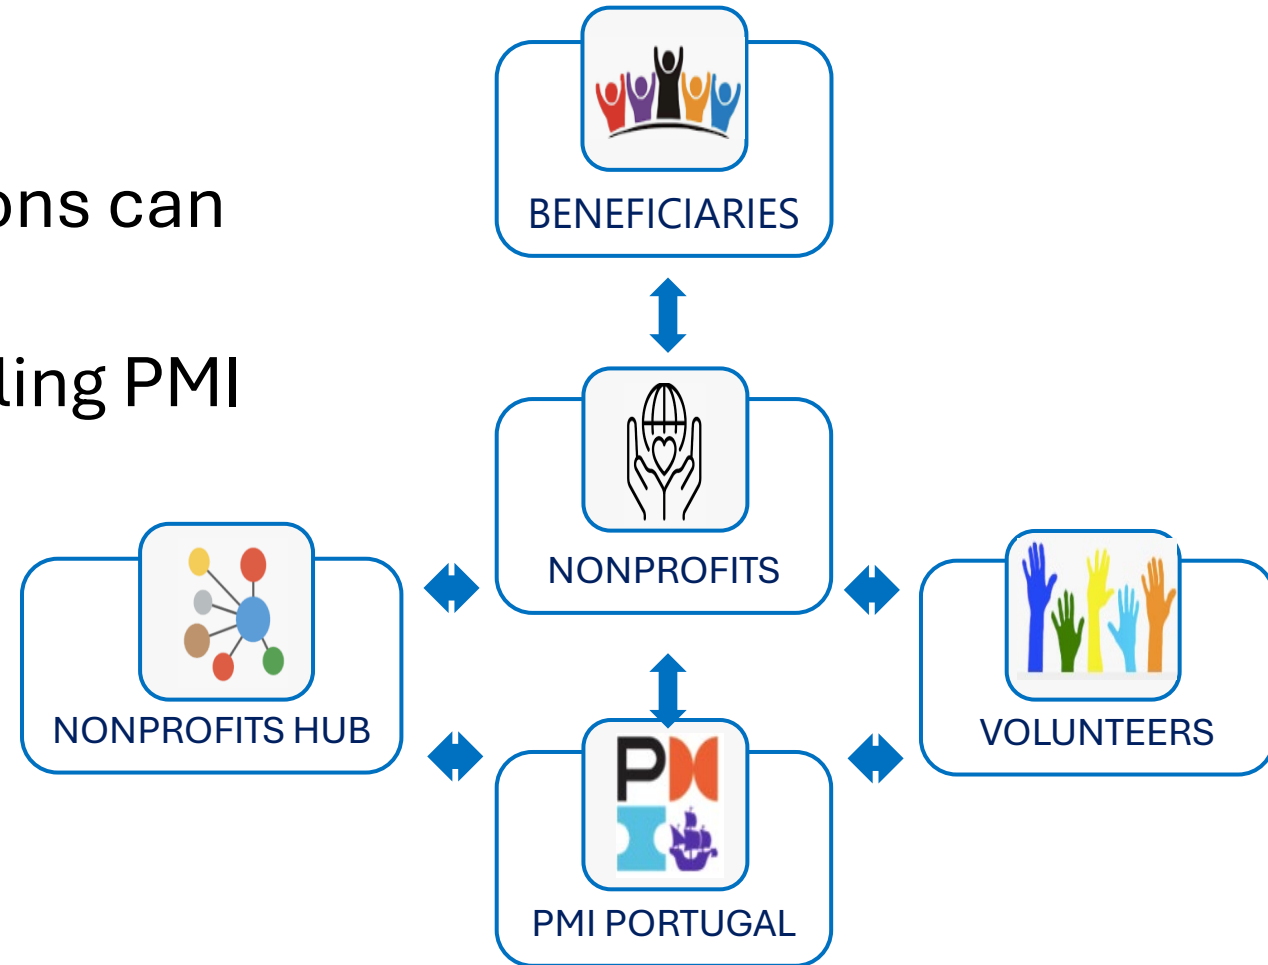 ons can
ling PMI
BENEFICIARIES
NONPROFITS
NONPROFITS HUB
VOLUNTEERS
PMI PORTUGAL